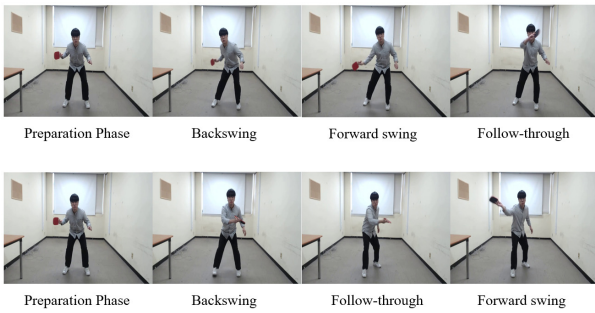 Preparation Phase Backswing Forward swing Follow-through
Preparation Phase Backswing Follow-through Forward swing